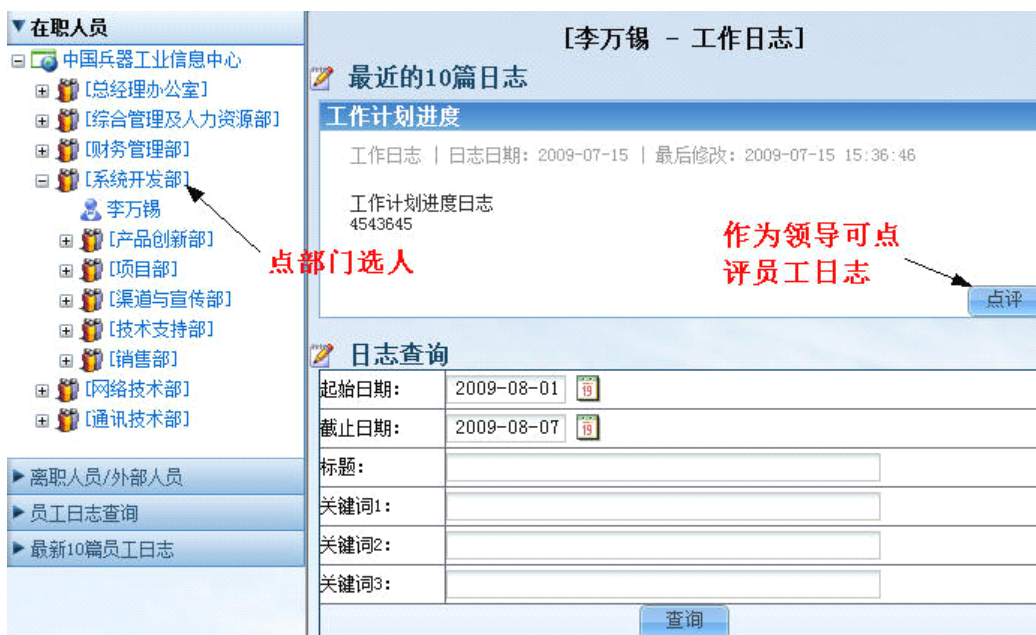 在职人员
中国兵器工业信息中心
[总经理办公室]
[综合管理及人力资源部]
[财务管理部]
[系统开发部]
李万锡
[产品创新部]
[项目部]
[渠道与宣传部]
[技术支持部]
[销售部]
[网络技术部]
[通讯技术部]
离职人员/外部人员
员工日志查询
最新10篇员工日志
点部门选人
[李万锡 - 工作日志]
最近的10篇日志
工作计划进度
工作日志 | 日志日期: 2009-07-15 | 最后修改: 2009-07-15 15:36:46
工作计划进度日志
4543645
作为领导可点
评员工日志
点评
日志查询
起始日期: 2009-08-01 19
截止日期: 2009-08-07 19
标题:
关键词1:
关键词2:
关键词3:
查询